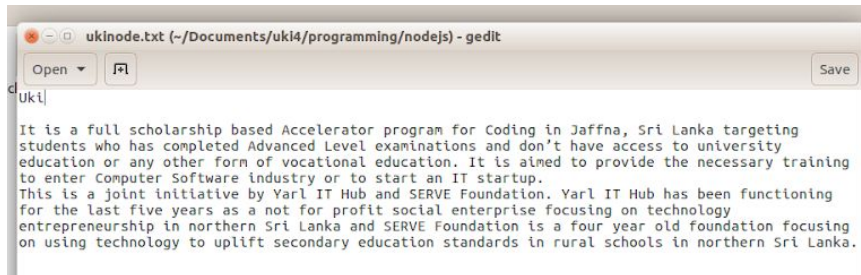 ukinode.txt (~/Documents/uki4/programming/nodejs) - gedit
Open
Save
Uki
It is a full scholarship based Accelerator program for Coding in Jaffna, Sri Lanka targeting
students who has completed Advanced Level examinations and don’t have access to university
education or any other form of vocational education. It is aimed to provide the necessary training
to enter Computer Software industry or to start an IT startup.
This is a joint initiative by Yarl IT Hub and SERVE Foundation. Yarl IT Hub has been functioning
for the last five years as a not for profit social enterprise focusing on technology
entrepreneurship in northern Sri Lanka and SERVE Foundation is a four year old foundation focusing
on using technology to uplift secondary education standards in rural schools in northern Sri Lanka.